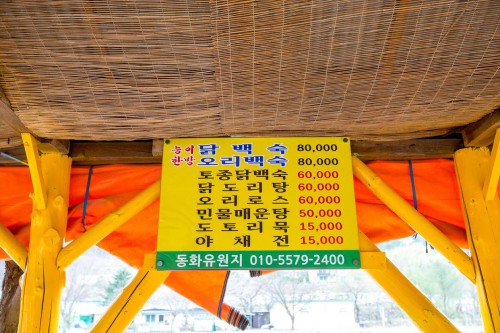 능이 닭 백 숙 80,000
한방 오리백숙 80,000
토종닭백숙 60,000
닭도리탕 60,000
오리로스 60,000
민물매운탕 50,000
도토리묵 15,000
야 채 전 15,000
동화유원지 010-5579-2400